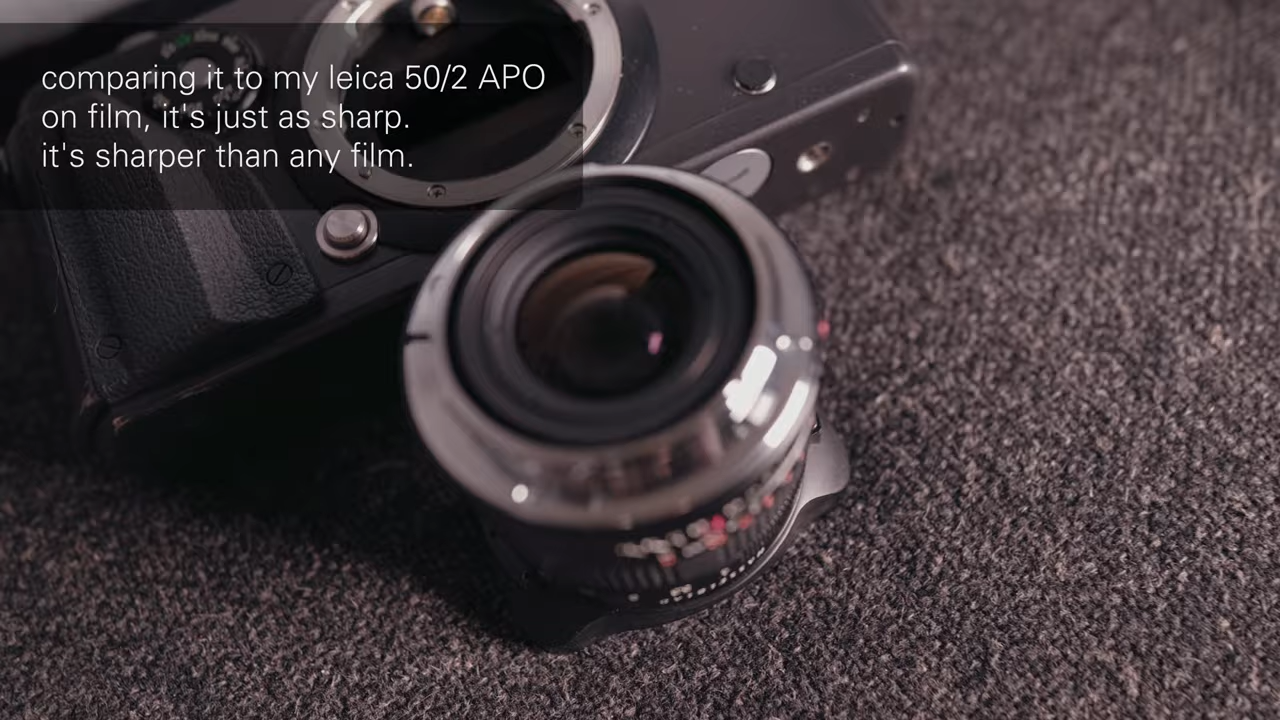 comparing it to my leica 50/2 APO
on film, it's just as sharp.
it's sharper than any film.